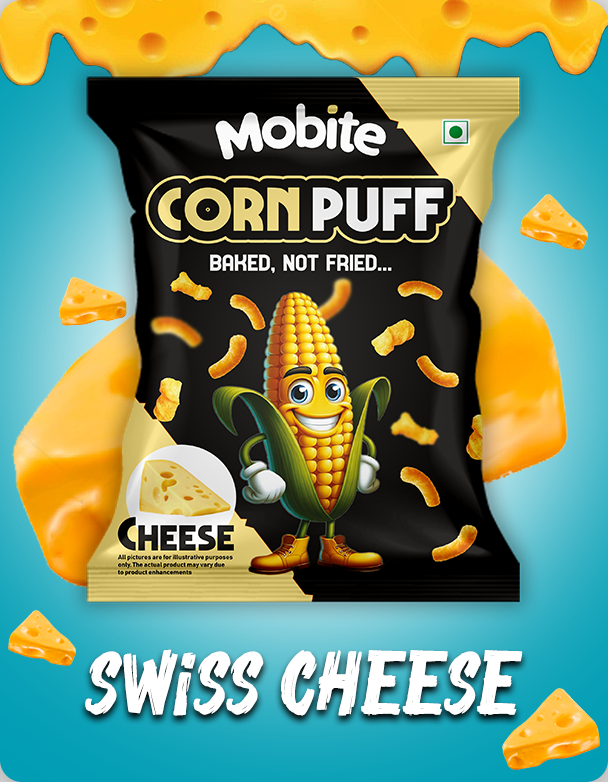 Mobite
CORN PUFF
BAKED, NOT FRIED...
CHEESE
All pictures are for illustrative purposes
only. The actual product may vary due
to product enhancements
SWiSS CHEESE